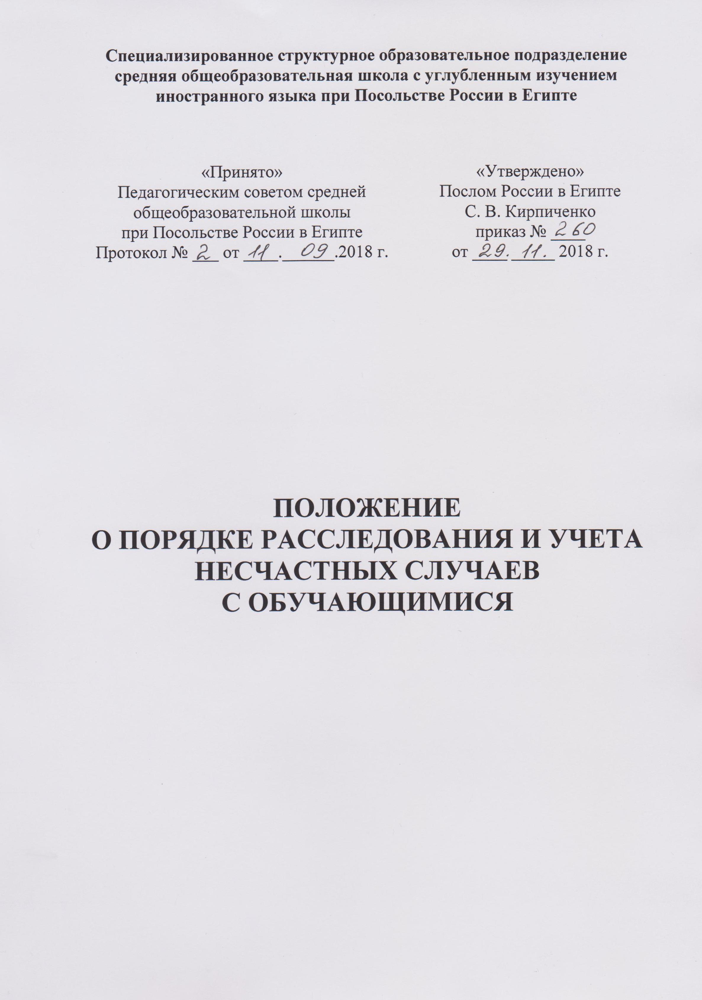 Специализированное структурное образовательное подразделение
средняя общеобразовательная школа с углубленным изучением
иностранного языка при Посольстве России в Египте
«Принято»
Педагогическим советом средней
общеобразовательной школы
при Посольстве России в Египте
Протокол № 2 от 11.09.2018 г.
«Утверждено»
Послом России в Египте
С. В. Кирпиченко
приказ № 260
от 29. 11. 2018 г.
ПОЛОЖЕНИЕ
О ПОРЯДКЕ РАССЛЕДОВАНИЯ И УЧЕТА
НЕСЧАСТНЫХ СЛУЧАЕВ
С ОБУЧАЮЩИМИСЯ